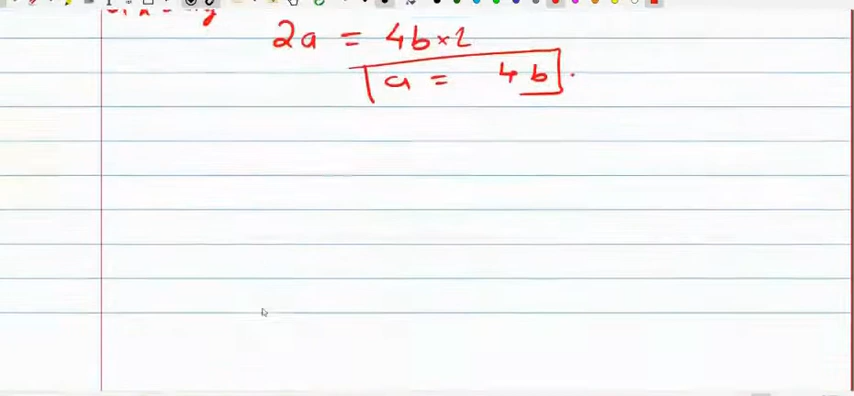 2a = 4b×2
a = 4b.